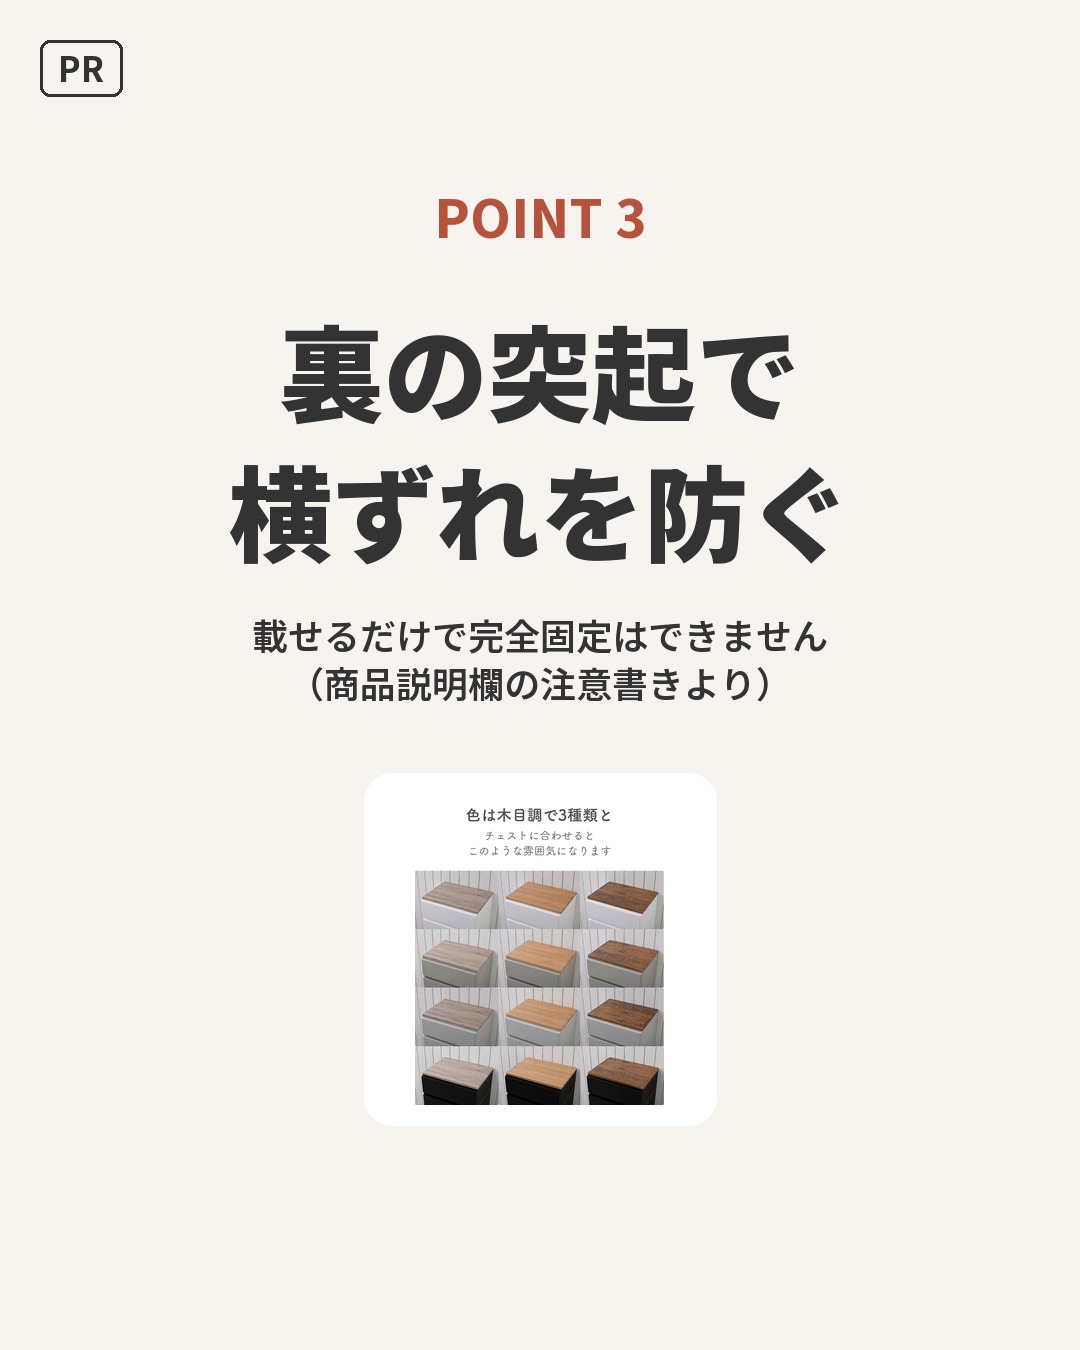 PR
POINT 3
裏の突起で
横ずれを防ぐ
載せるだけで完全固定はできません
（商品説明欄の注意書きより）
色は木目調で3種類と
チェストに合わせると
このような雰囲気になります